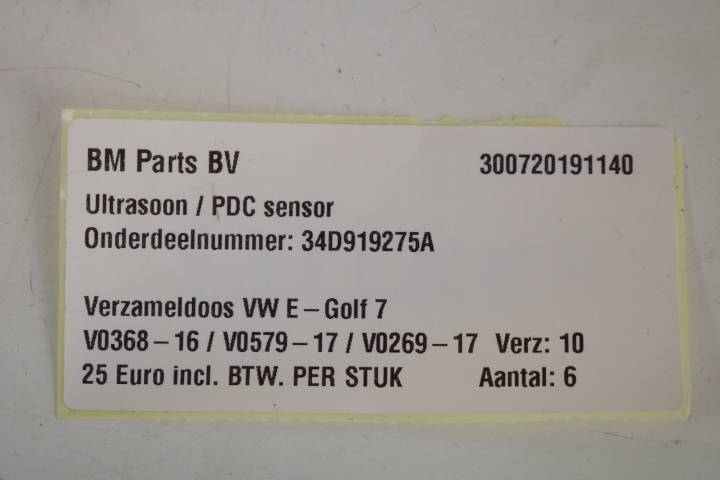 BM Parts BV 300720191140
Ultrasoon / PDC sensor
Onderdeelnummer: 34D919275A
Verzameldoos VW E – Golf 7
V0368 – 16 / V0579 – 17 / V0269 – 17 Verz: 10
25 Euro incl. BTW. PER STUK Aantal: 6